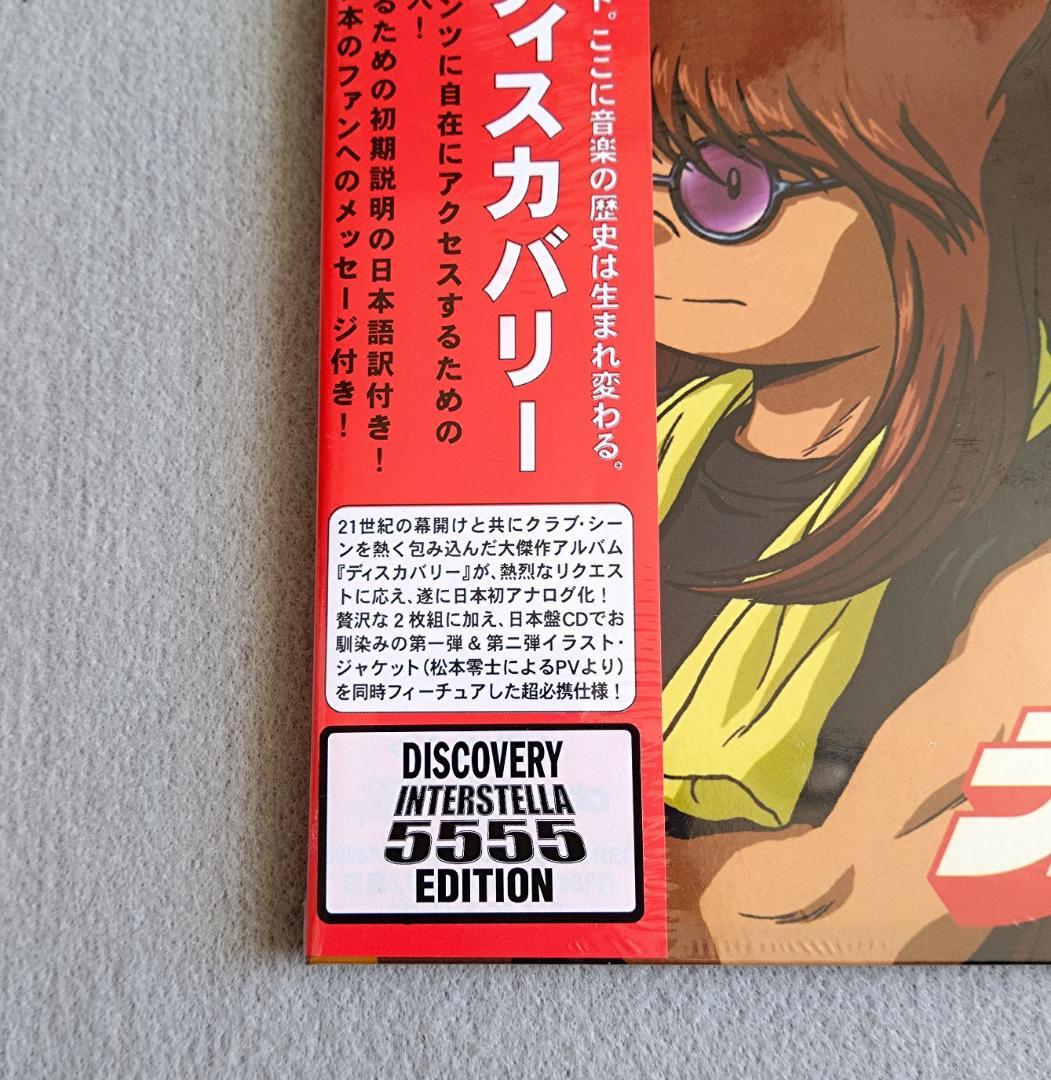 ト。ここに音楽の歴史は生まれ変わる。
ディスカバリー
ンツに自在にアクセスするための
入！
るための初期説明の日本語訳付き！
本のファンへのメッセージ付き！
21世紀の幕開けと共にクラブ・シー
ンを熱く包み込んだ大傑作アルバム
『ディスカバリー』が、熱烈なリクエス
トに応え、遂に日本初アナログ化！
贅沢な２枚組に加え、日本盤CDでお
馴染みの第一弾＆第二弾イラスト・
ジャケット（松本零士によるPVより）
を同時フィーチュアした超必携仕様！
DISCOVERY
INTERSTELLA
5555
EDITION